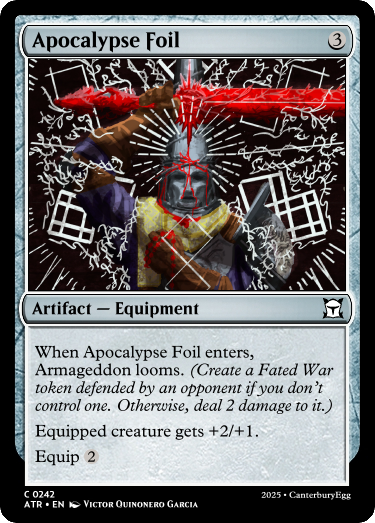 Apocalypse Foil 3
Artifact — Equipment
When Apocalypse Foil enters,
Armageddon looms. (Create a Fated War
token defended by an opponent if you don't
control one. Otherwise, deal 2 damage to it.)
Equipped creature gets +2/+1.
Equip 2
C 0242
ATR • EN Victor Quinonero Garcia
2025 • CanterburyEgg